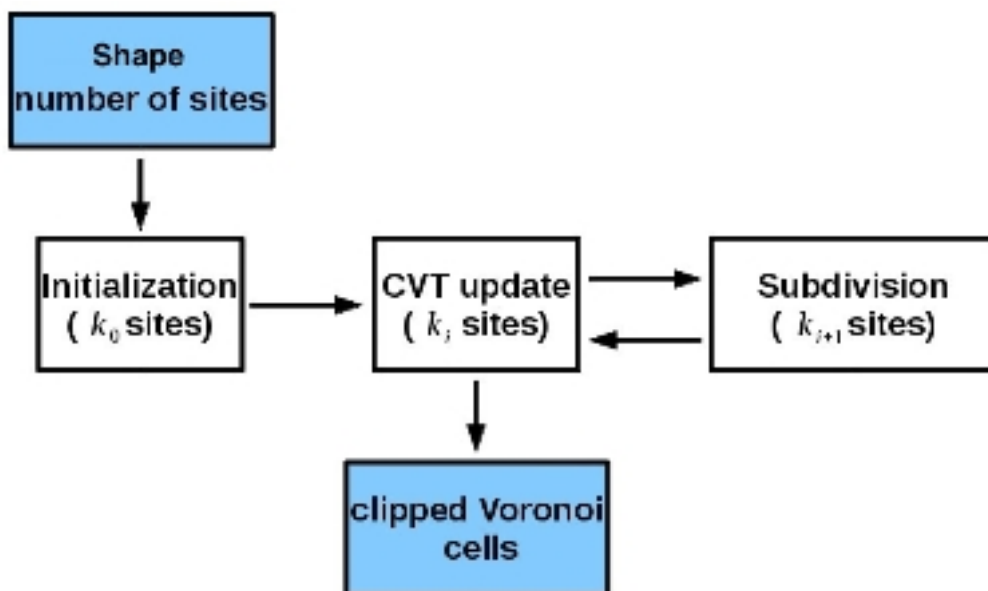 Shape
number of sites
Initialization
( k₀ sites)
CVT update
( kᵢ sites)
Subdivision
( kᵢ₊₁ sites)
clipped Voronoi
cells